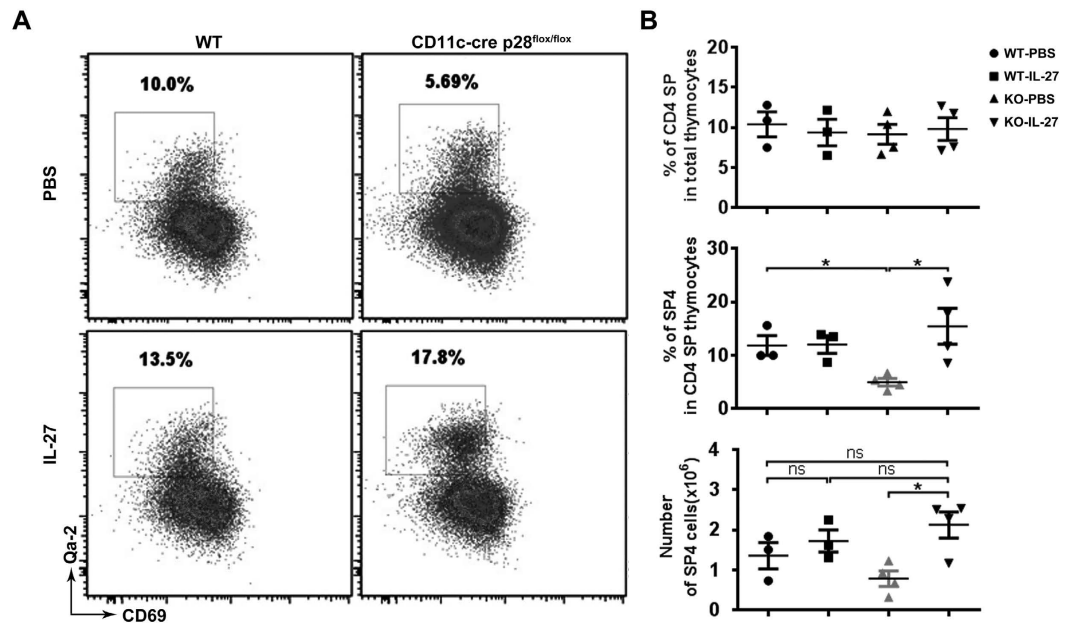 A
WT
CD11c-cre p28flox/flox
PBS
10.0%
5.69%
IL-27
13.5%
17.8%
Qa-2
CD69
B
% of CD4 SP
in total thymocytes
20
15
10
5
0
WT-PBS
WT-IL-27
KO-PBS
KO-IL-27
% of SP4
in CD4 SP thymocytes
30
20
10
0
*
*
Number
of SP4 cells(x10⁶)
4
3
2
1
0
ns
ns
ns
*